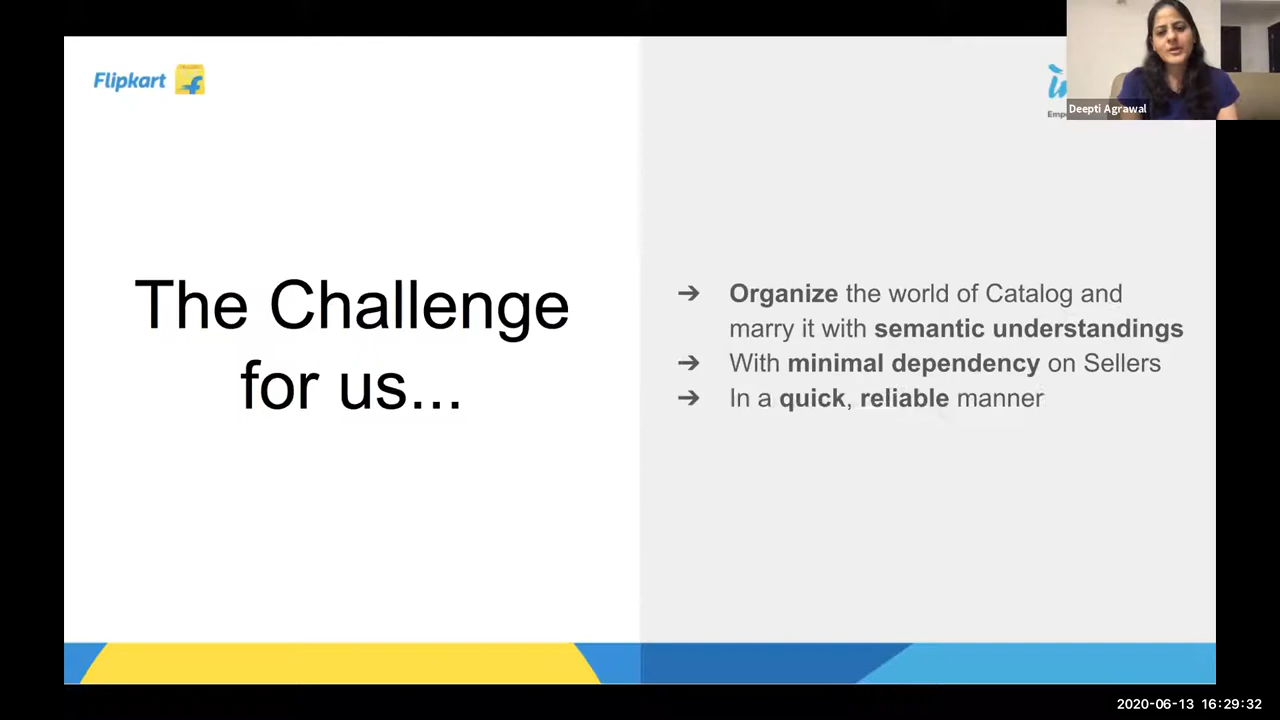 Flipkart
Deepti Agrawal
The Challenge
for us...
➔ Organize the world of Catalog and
marry it with semantic understandings
➔ With minimal dependency on Sellers
➔ In a quick, reliable manner
2020-06-13 16:29:32